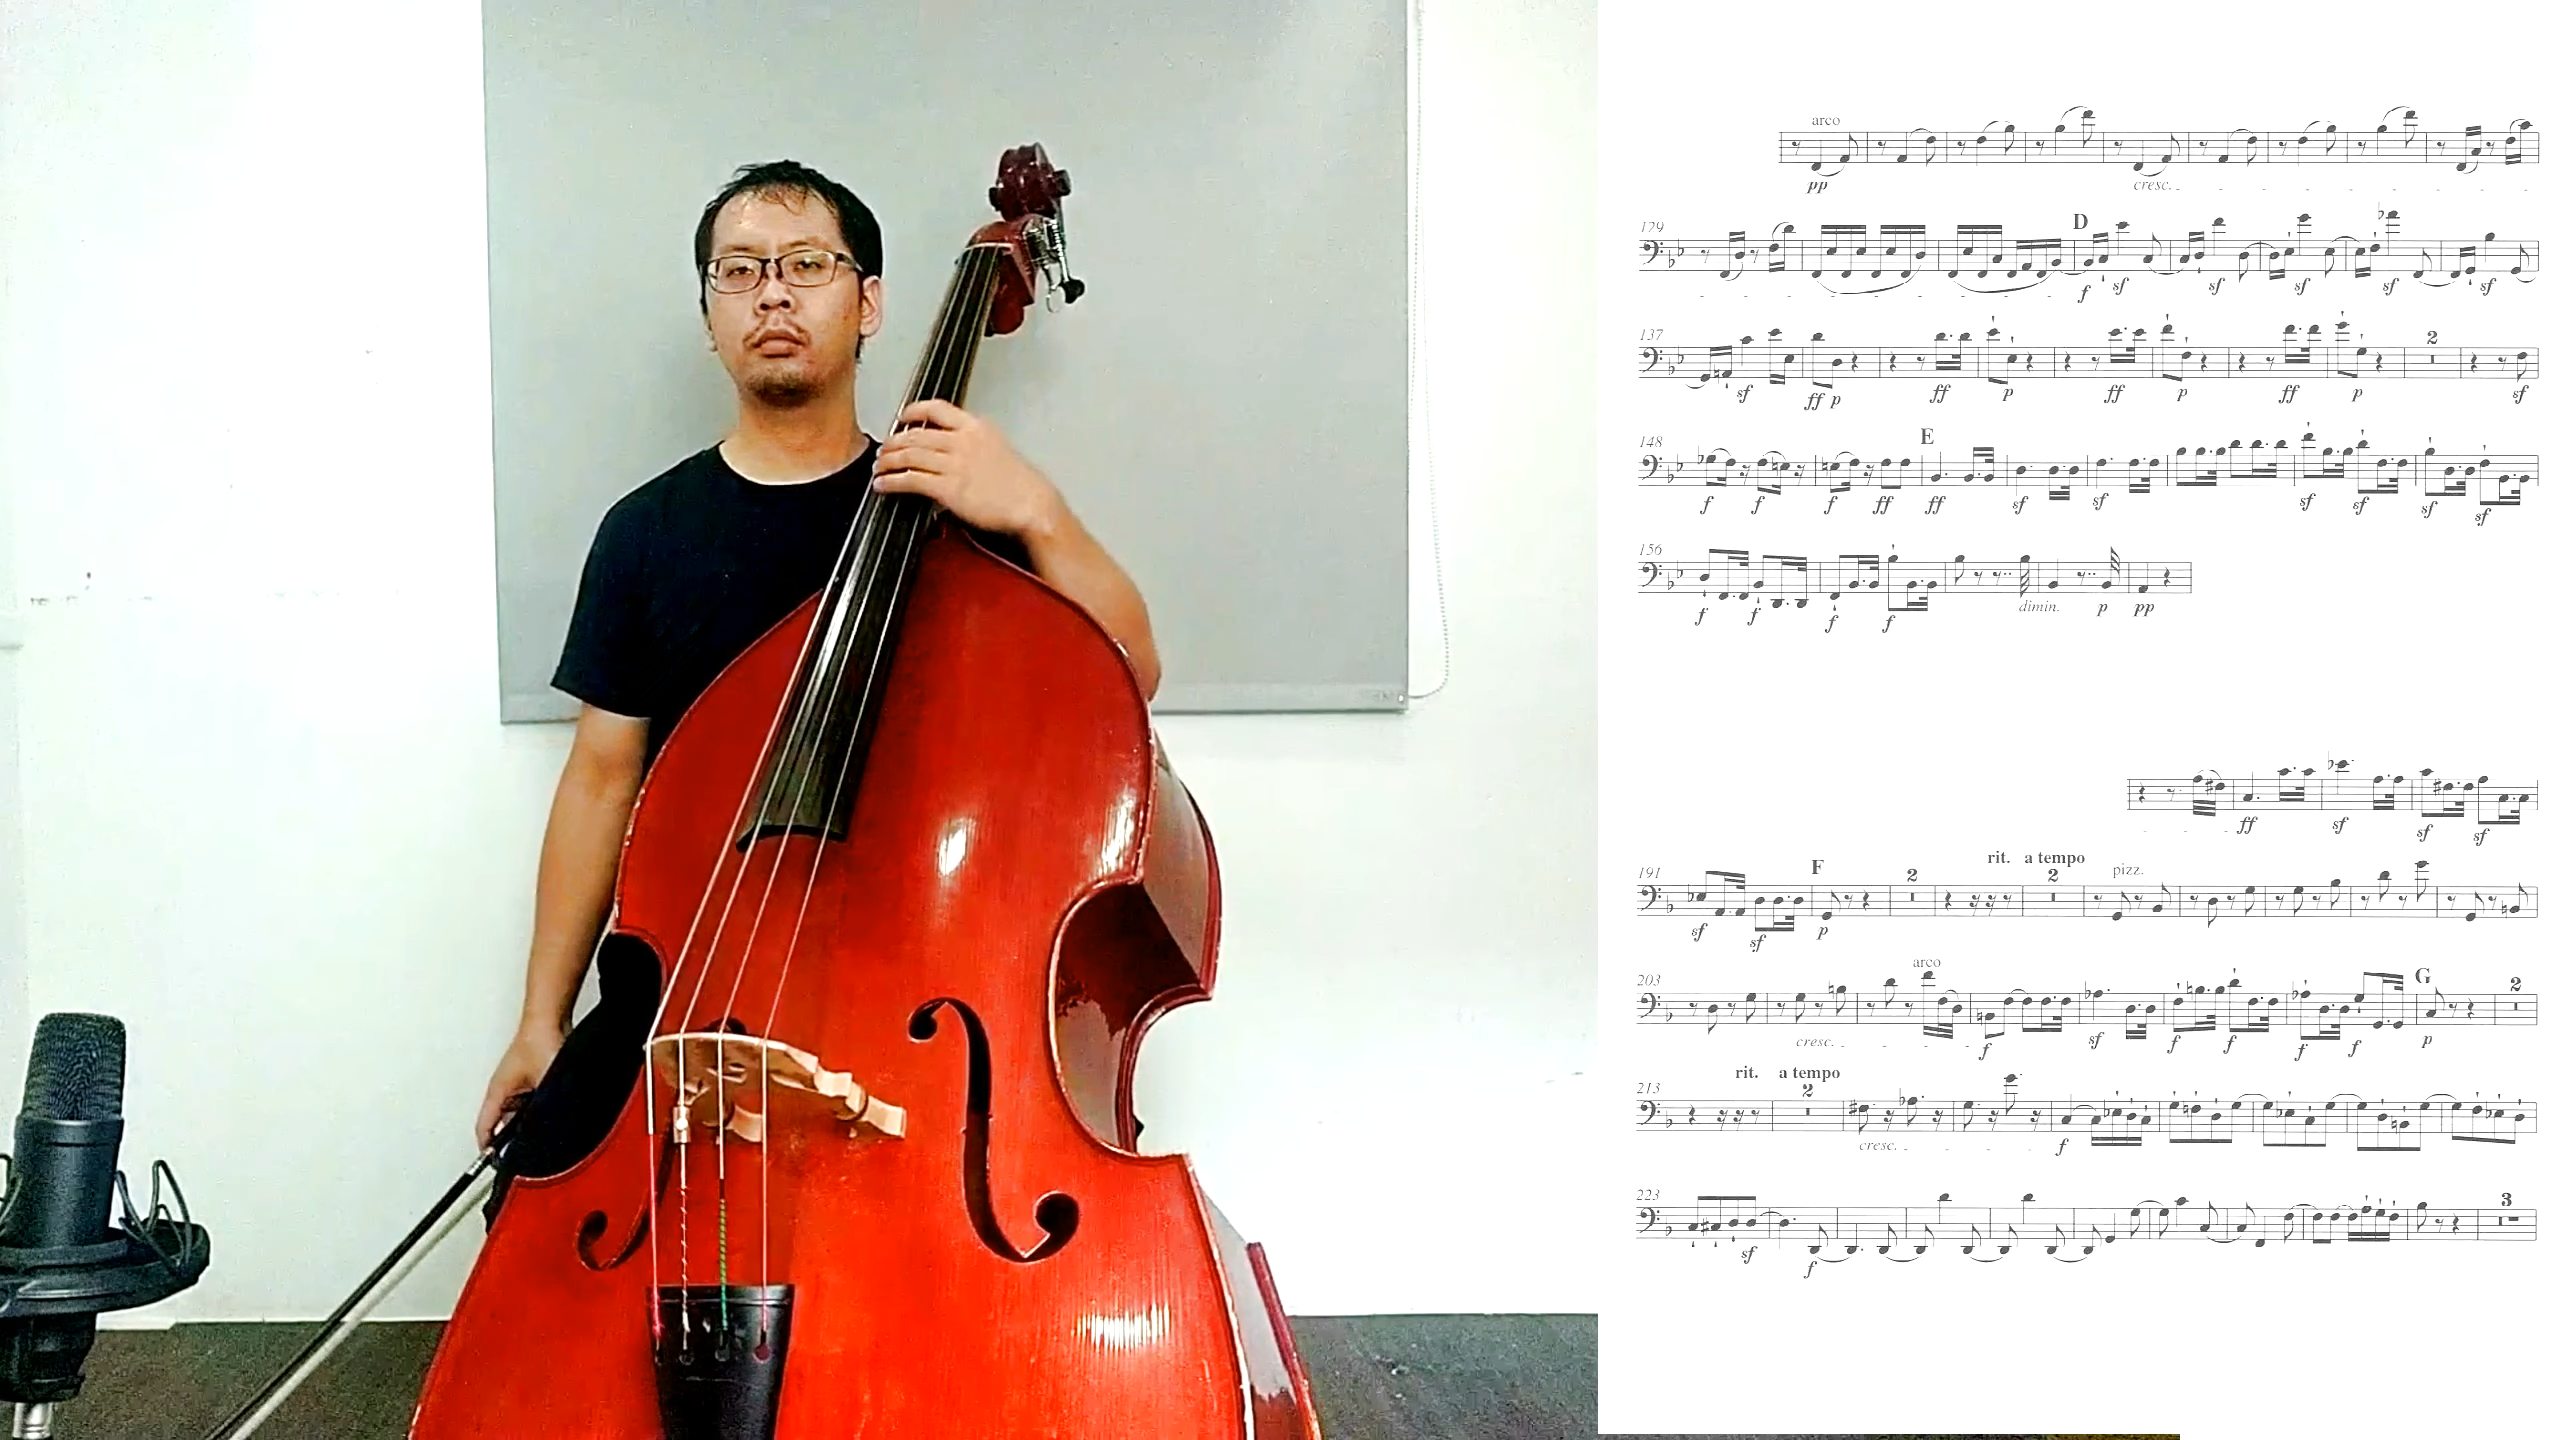 arco
pp cresc.
129 D
f sf sf sf sf sf
137 2
sf ff p ff p ff p ff p sf
148 E
f f f ff ff sf sf sf sf sf sf
156
f f f f dimin. p pp
ff sf sf sf
191 F 2 rit. a tempo 2 pizz.
sf sf p
203 arco G 2
cresc. f sf f f f f p
213 rit. a tempo 2
cresc. f
223 3
sf f